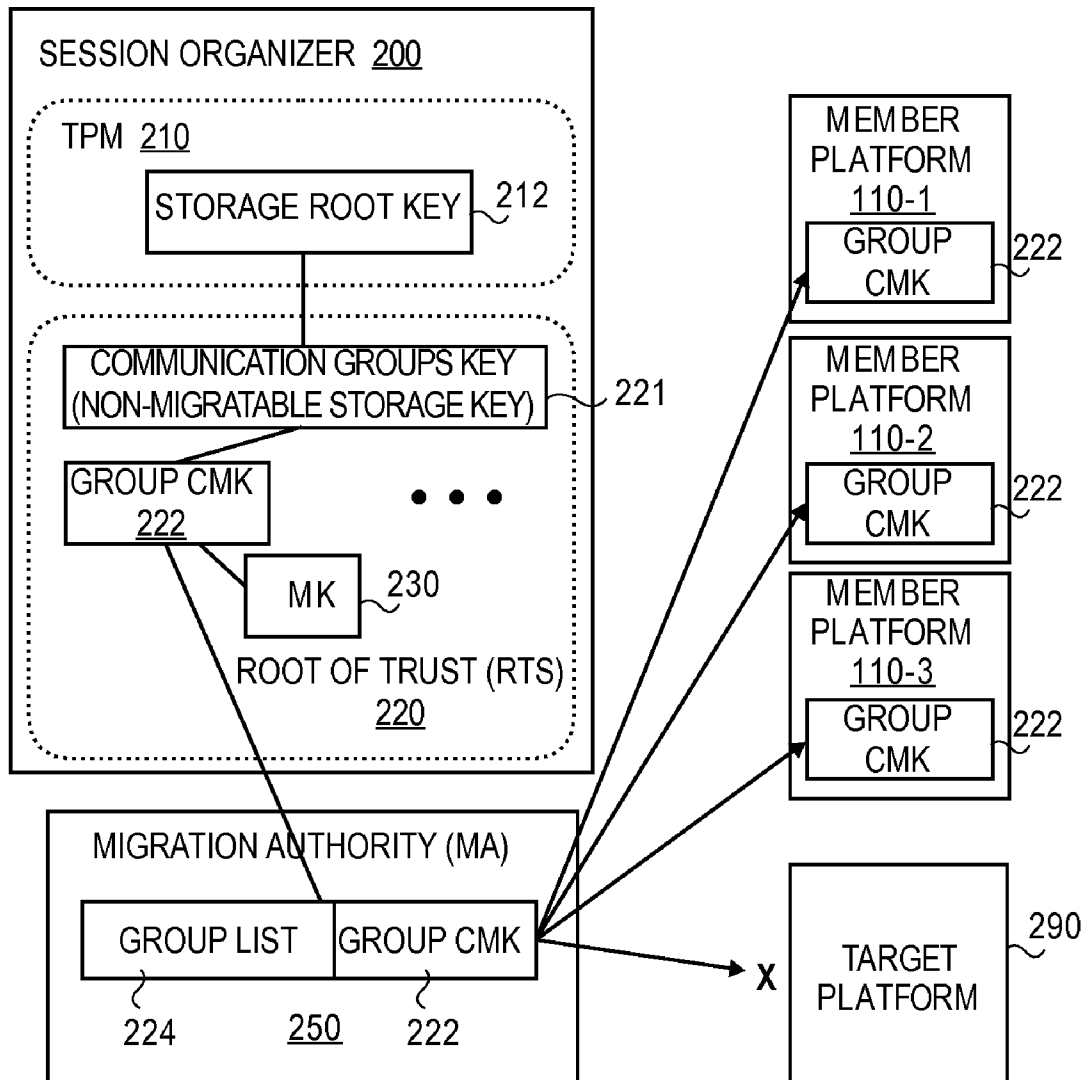 SESSION ORGANIZER 200
TPM 210
STORAGE ROOT KEY
212
COMMUNICATION GROUPS KEY
(NON-MIGRATABLE STORAGE KEY)
221
GROUP CMK
222
MK
230
ROOT OF TRUST (RTS)
220
MIGRATION AUTHORITY (MA)
GROUP LIST
GROUP CMK
224
250
222
MEMBER
PLATFORM
110-1
GROUP
CMK
222
MEMBER
PLATFORM
110-2
GROUP
CMK
222
MEMBER
PLATFORM
110-3
GROUP
CMK
222
X
TARGET
PLATFORM
290